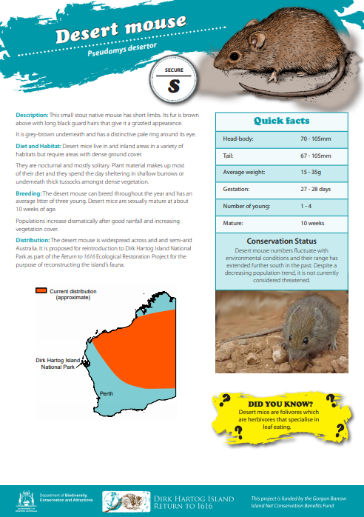 Desert mouse
Pseudomys desertor
SECURE
S
Description: This small stout native mouse has short limbs. Its fur is brown
above with long black guard hairs that give it a grizzled appearance.
It is grey-brown underneath and has a distinctive pale ring around its eye.
Diet and Habitat: Desert mice live in and inland areas in a variety of
habitats but require areas with dense ground cover.
They are nocturnal and mostly solitary. Plant material makes up most
of their diet and they spend the day sheltering in shallow burrows or
underneath thick tussocks amongst dense vegetation.
Breeding: The desert mouse can breed throughout the year and has an
average litter of three young. Desert mice are sexually mature at about
10 weeks of age.
Populations increase dramatically after good rainfall and increasing
vegetation cover.
Distribution: The desert mouse is widespread across arid and semi-arid
Australia. It is proposed for reintroduction to Dirk Hartog Island National
Park as part of the Return to 1616 Ecological Restoration Project for the
purpose of reconstructing the island's fauna.
Current distribution
(approximate)
Dirk Hartog Island
National Park
Perth
Quick facts
Head-body: 70 - 105mm
Tail: 67 - 105mm
Average weight: 15 - 35g
Gestation: 27 - 28 days
Number of young: 1 - 4
Mature: 10 weeks
Conservation Status
Desert mouse numbers fluctuate with
environmental conditions and their range has
extended further south in the past. Despite a
decreasing population trend, it is not currently
considered threatened.
DID YOU KNOW?
Desert mice are folivores which
are herbivores that specialise in
leaf eating.
? ? ? ?
Department of Biodiversity,
Conservation and Attractions
DIRK HARTOG ISLAND
RETURN TO 1616
This project is funded by the Gorgon Barrow
Island Net Conservation Benefits Fund